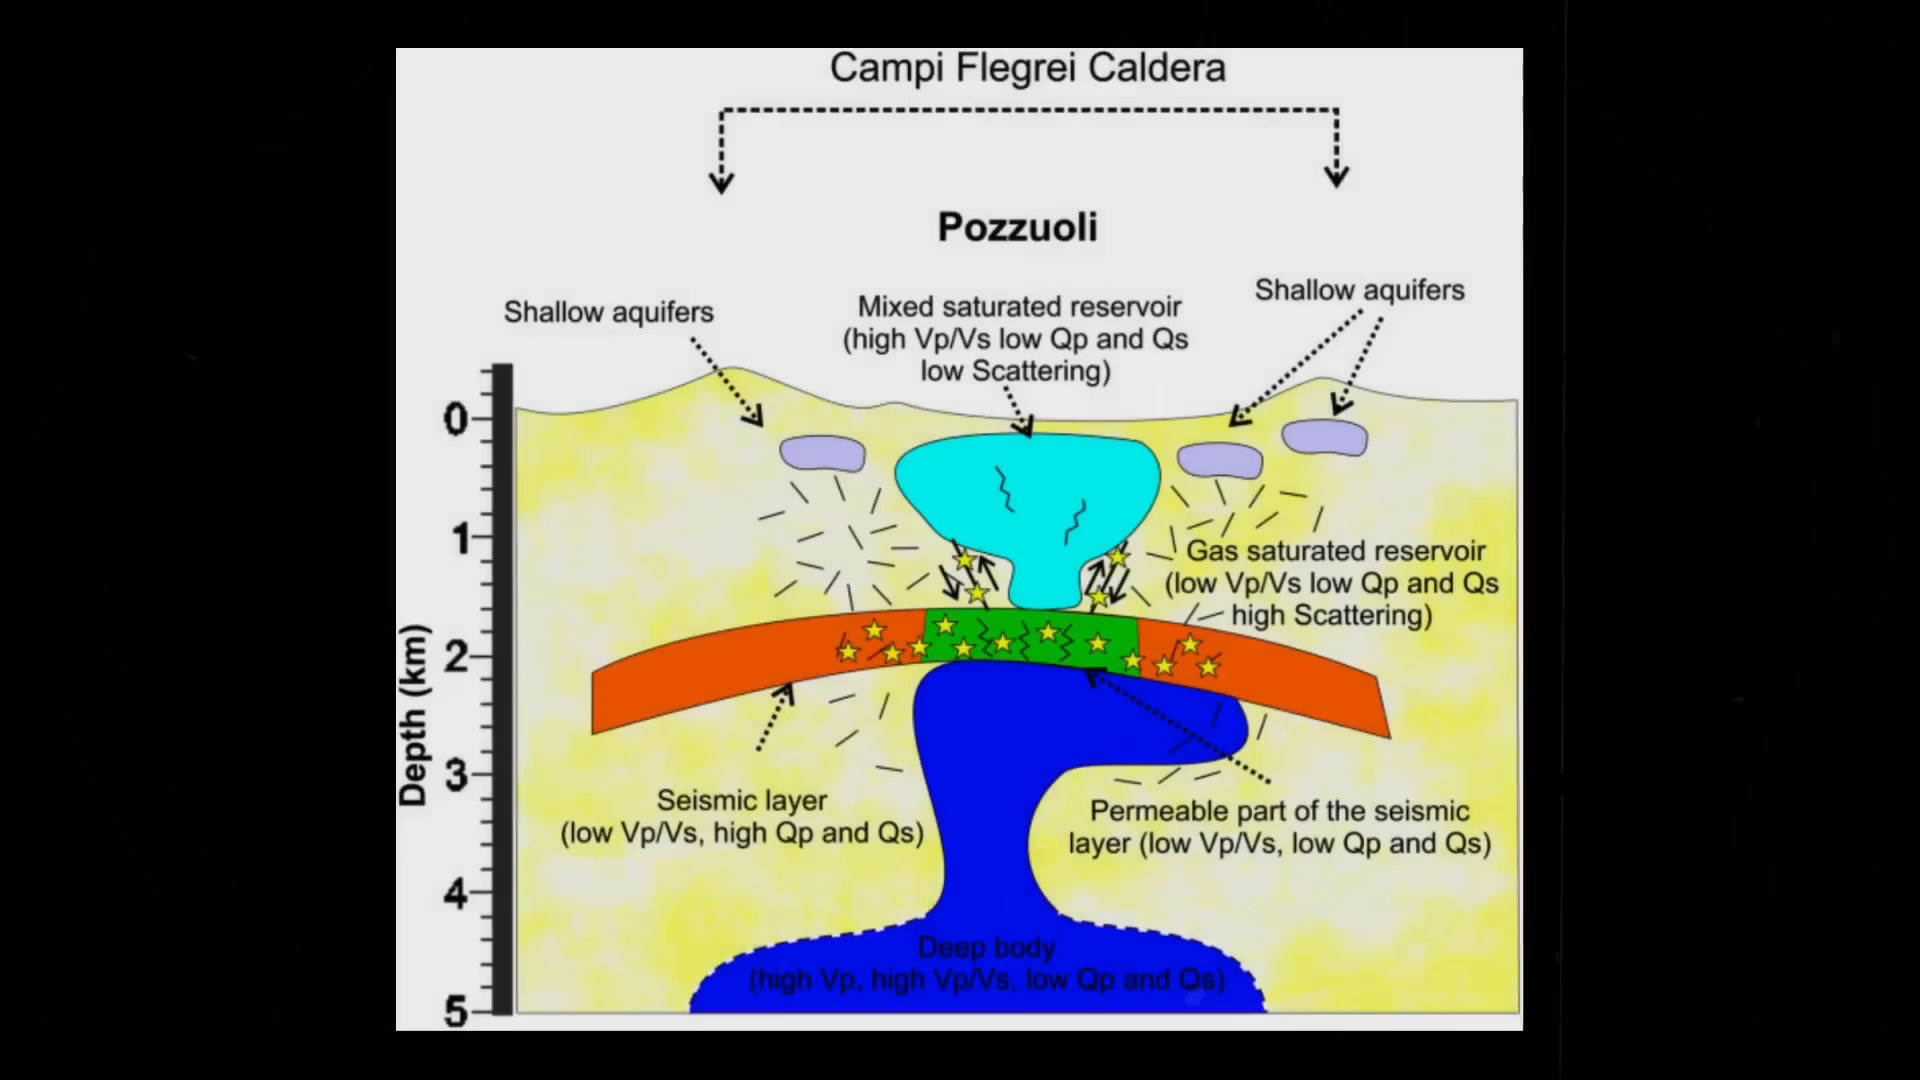 Campi Flegrei Caldera
Pozzuoli
Shallow aquifers
Mixed saturated reservoir
(high Vp/Vs low Qp and Qs
low Scattering)
Shallow aquifers
Gas saturated reservoir
(low Vp/Vs low Qp and Qs
high Scattering)
Depth (km)
0
1
2
3
4
5
Seismic layer
(low Vp/Vs, high Qp and Qs)
Permeable part of the seismic
layer (low Vp/Vs, low Qp and Qs)
Deep body
(high Vp, high Vp/Vs, low Qp and Qs)